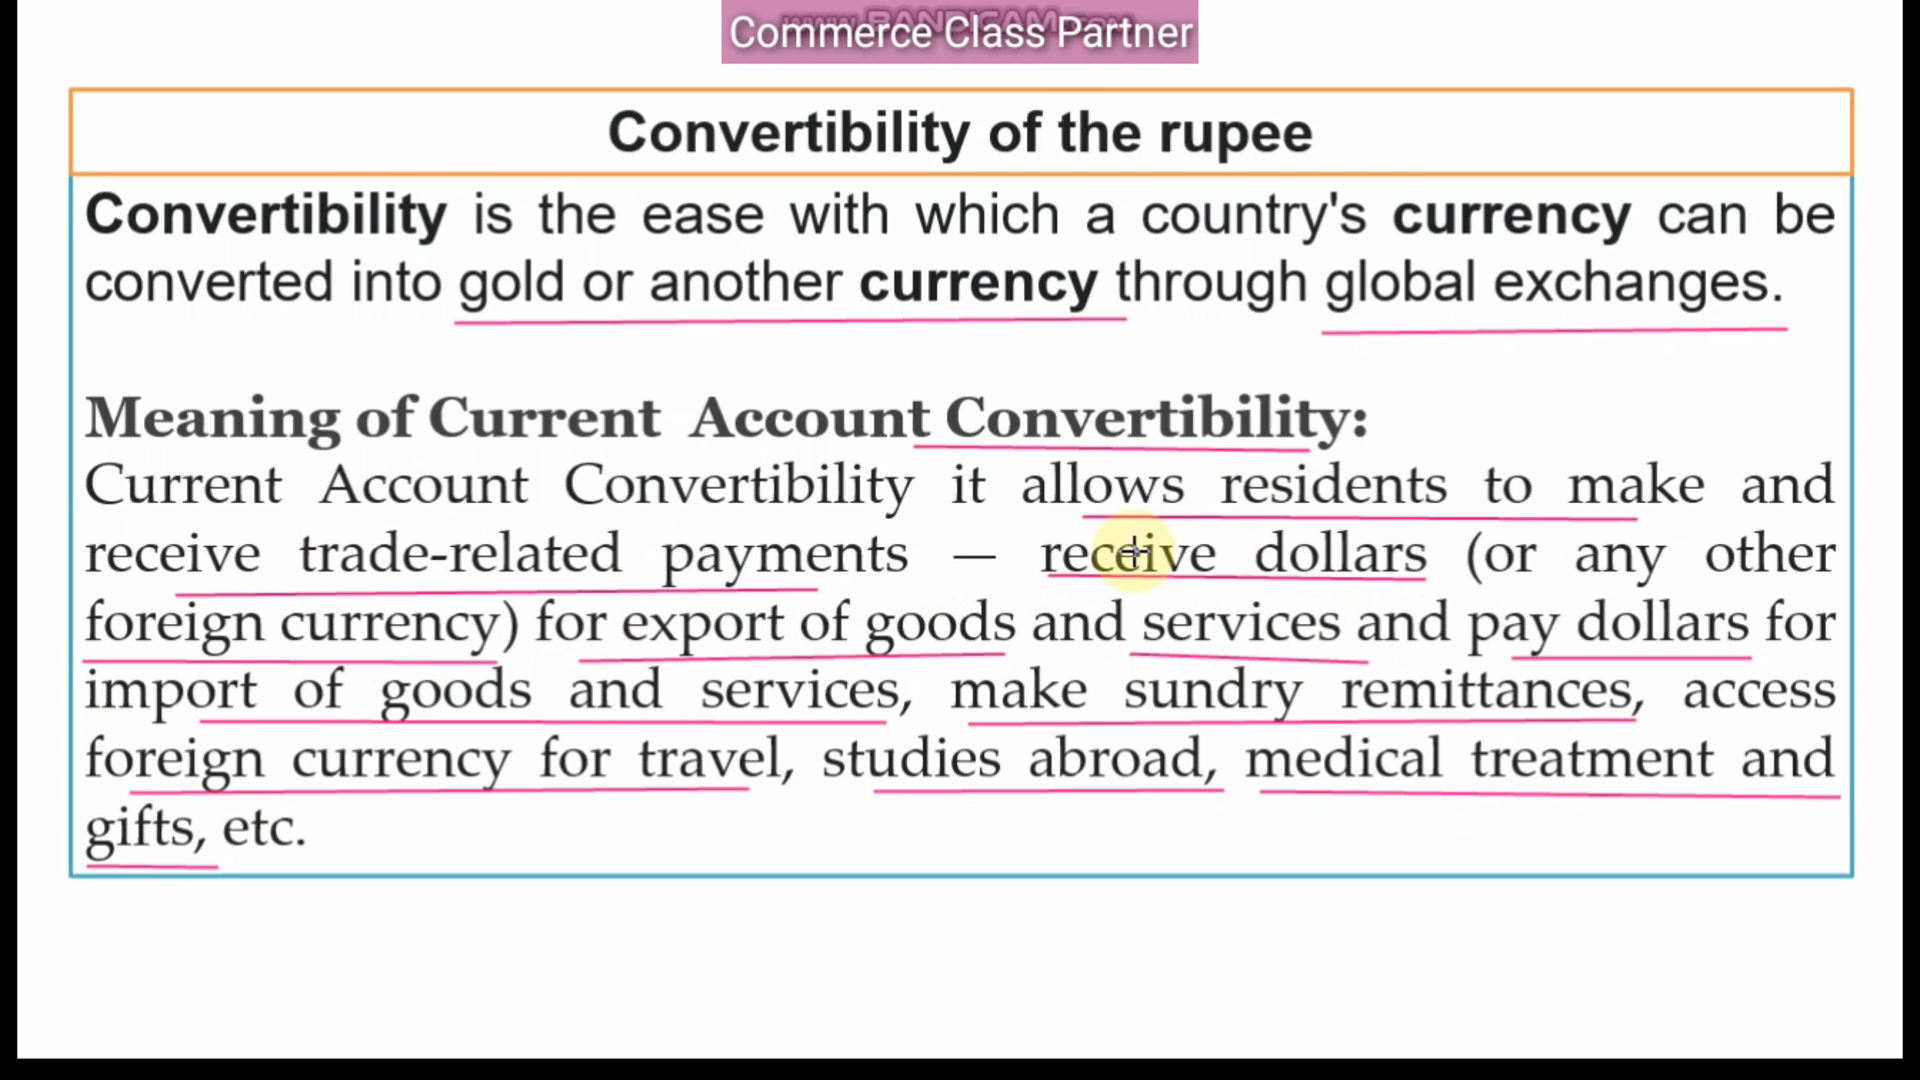 www.BANDICAM.com
Commerce Class Partner
Convertibility of the rupee
Convertibility is the ease with which a country's currency can be
converted into gold or another currency through global exchanges.
Meaning of Current Account Convertibility:
Current Account Convertibility it allows residents to make and
receive trade-related payments — receive dollars (or any other
foreign currency) for export of goods and services and pay dollars for
import of goods and services, make sundry remittances, access
foreign currency for travel, studies abroad, medical treatment and
gifts, etc.